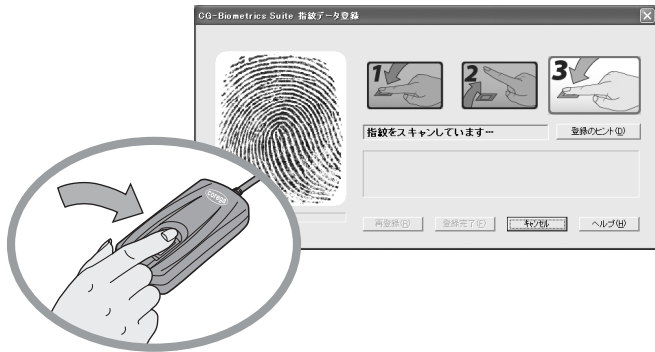 CG-Biometrics Suite 指紋データ登録
1
2
3
指紋をスキャンしています…
登録のヒント(D)
再登録(R)
登録完了(E)
キャンセル
ヘルプ(H)
corega